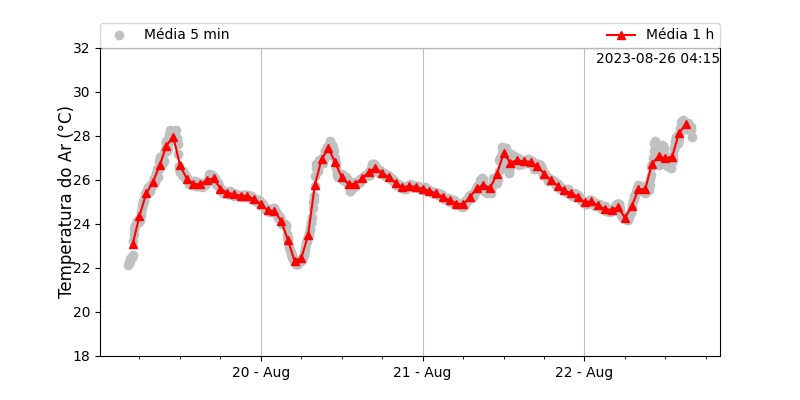 Média 5 min
Média 1 h
2023-08-26 04:15
Temperatura do Ar (°C)
32
30
28
26
24
22
20
18
20 - Aug
21 - Aug
22 - Aug